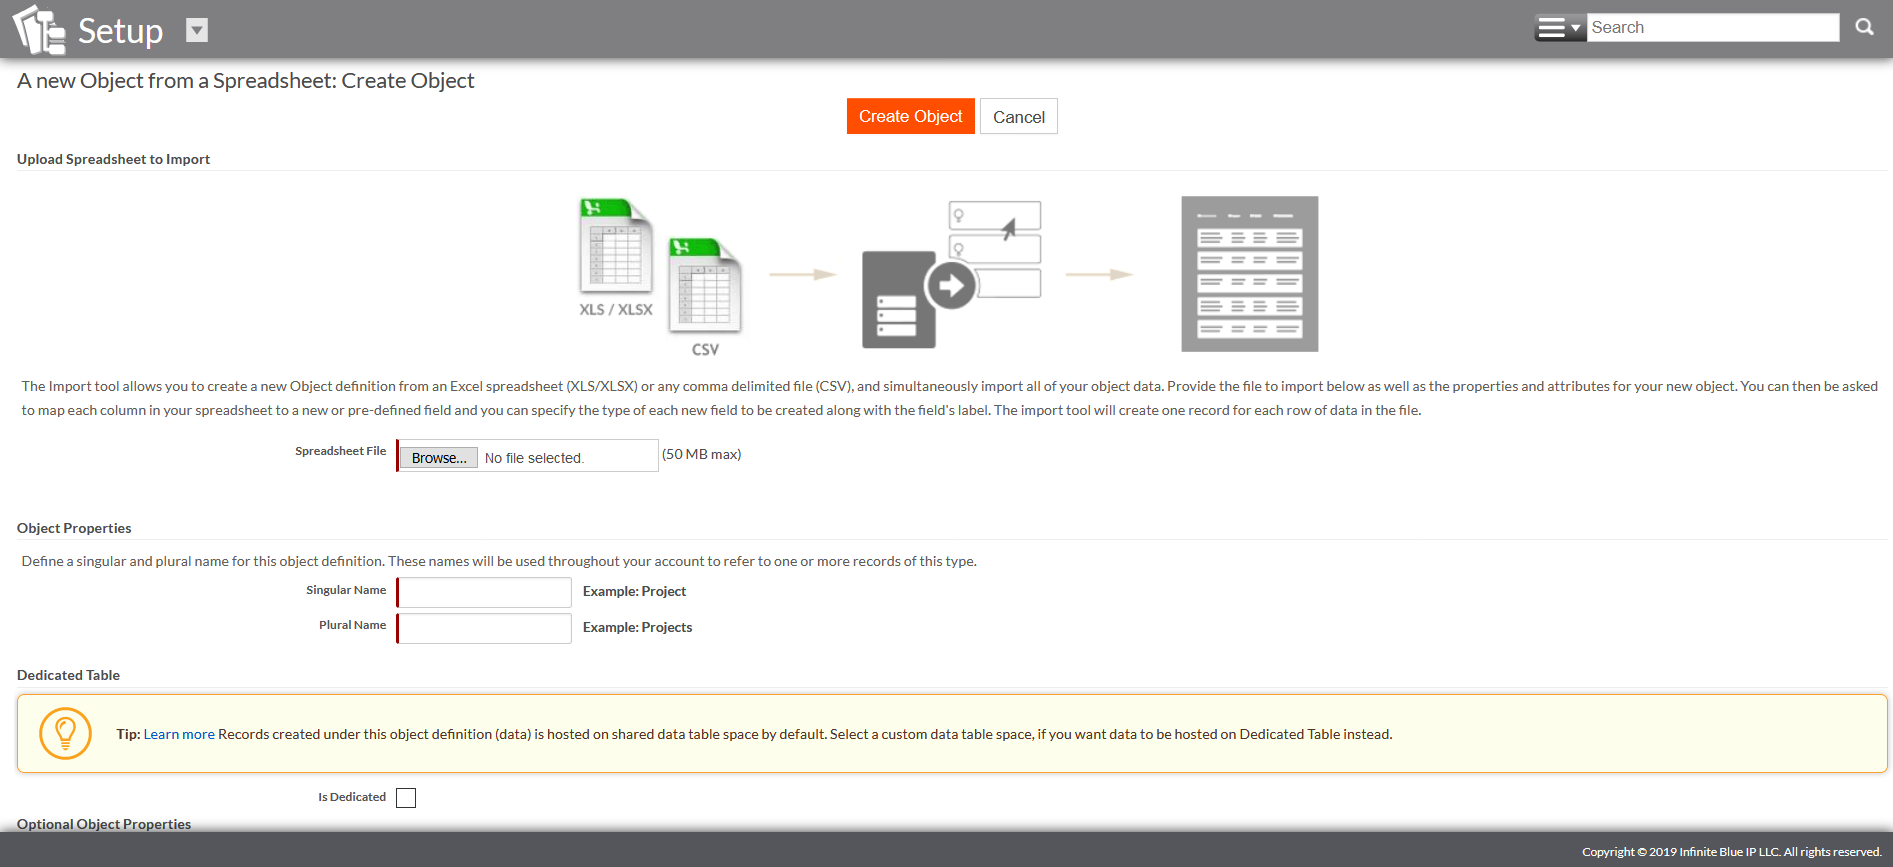 Setup
Search
A new Object from a Spreadsheet: Create Object
Create Object
Cancel
Upload Spreadsheet to Import
XLS / XLSX
CSV
The Import tool allows you to create a new Object definition from an Excel spreadsheet (XLS/XLSX) or any comma delimited file (CSV), and simultaneously import all of your object data. Provide the file to import below as well as the properties and attributes for your new object. You can then be asked
to map each column in your spreadsheet to a new or pre-defined field and you can specify the type of each new field to be created along with the field's label. The import tool will create one record for each row of data in the file.
Spreadsheet File
Browse...
No file selected.
(50 MB max)
Object Properties
Define a singular and plural name for this object definition. These names will be used throughout your account to refer to one or more records of this type.
Singular Name
Example: Project
Plural Name
Example: Projects
Dedicated Table
Tip: Learn more Records created under this object definition (data) is hosted on shared data table space by default. Select a custom data table space, if you want data to be hosted on Dedicated Table instead.
Is Dedicated
Optional Object Properties
Copyright © 2019 Infinite Blue IP LLC. All rights reserved.